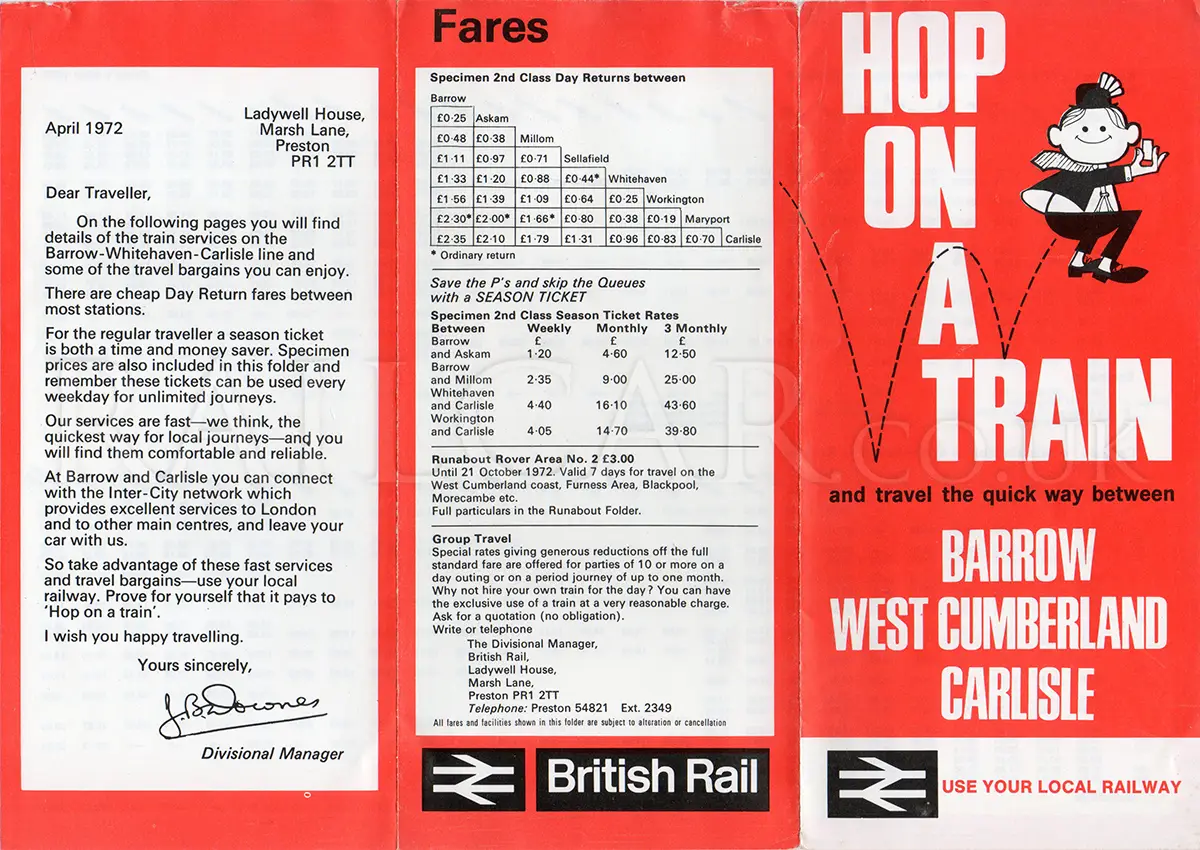 April 1972
Ladywell House,
Marsh Lane,
Preston
PR1 2TT
Dear Traveller,
On the following pages you will find
details of the train services on the
Barrow-Whitehaven-Carlisle line and
some of the travel bargains you can enjoy.
There are cheap Day Return fares between
most stations.
For the regular traveller a season ticket
is both a time and money saver. Specimen
prices are also included in this folder and
remember these tickets can be used every
weekday for unlimited journeys.
Our services are fast—we think, the
quickest way for local journeys—and you
will find them comfortable and reliable.
At Barrow and Carlisle you can connect
with the Inter-City network which
provides excellent services to London
and to other main centres, and leave your
car with us.
So take advantage of these fast services
and travel bargains—use your local
railway. Prove for yourself that it pays to
‘Hop on a train’.
I wish you happy travelling.
Yours sincerely,
J.B. Downes
Divisional Manager
Fares
Specimen 2nd Class Day Returns between
Barrow
£0·25 Askam
£0·48 £0·38 Millom
£1·11 £0·97 £0·71 Sellafield
£1·33 £1·20 £0·88 £0·44* Whitehaven
£1·56 £1·39 £1·09 £0·64 £0·25 Workington
£2·30* £2·00* £1·66* £0·80 £0·38 £0·19 Maryport
£2·35 £2·10 £1·79 £1·31 £0·96 £0·83 £0·70 Carlisle
* Ordinary return
Save the P's and skip the Queues
with a SEASON TICKET
Specimen 2nd Class Season Ticket Rates
Between Weekly Monthly 3 Monthly
Barrow £ £ £
and Askam 1·20 4·60 12·50
Barrow
and Millom 2·35 9·00 25·00
Whitehaven
and Carlisle 4·40 16·10 43·60
Workington
and Carlisle 4·05 14·70 39·80
Runabout Rover Area No. 2 £3.00
Until 21 October 1972. Valid 7 days for travel on the
West Cumberland coast, Furness Area, Blackpool,
Morecambe etc.
Full particulars in the Runabout Folder.
Group Travel
Special rates giving generous reductions off the full
standard fare are offered for parties of 10 or more on a
day outing or on a period journey of up to one month.
Why not hire your own train for the day? You can have
the exclusive use of a train at a very reasonable charge.
Ask for a quotation (no obligation).
Write or telephone
The Divisional Manager,
British Rail,
Ladywell House,
Marsh Lane,
Preston PR1 2TT
Telephone: Preston 54821 Ext. 2349
All fares and facilities shown in this folder are subject to alteration or cancellation
British Rail
HOP
ON
A
TRAIN
and travel the quick way between
BARROW
WEST CUMBERLAND
CARLISLE
USE YOUR LOCAL RAILWAY
RAILCAR.co.uk